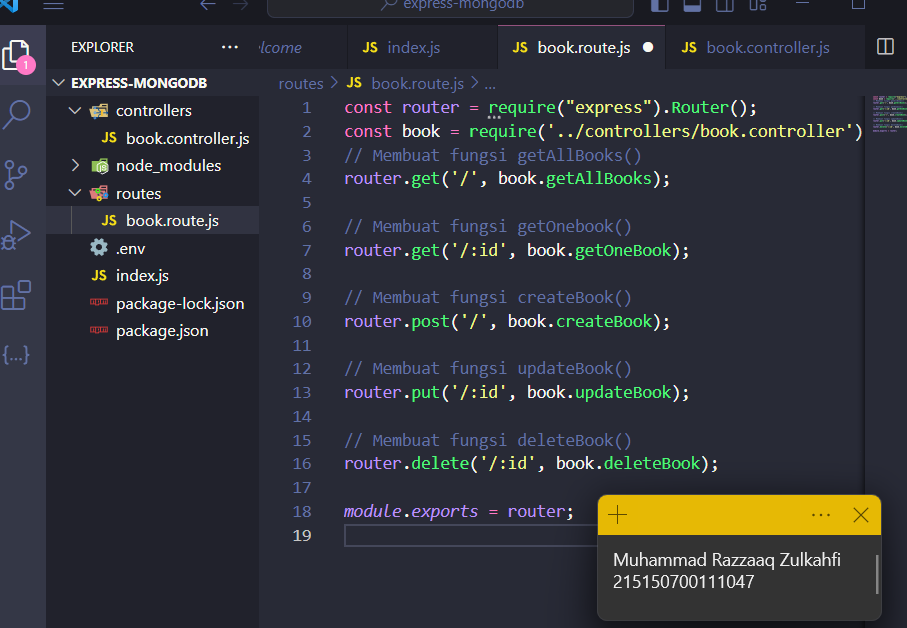 express-mongodb
EXPLORER
lcome
JS index.js
JS book.route.js
JS book.controller.js
1
EXPRESS-MONGODB
controllers
JS book.controller.js
node_modules
routes
JS book.route.js
.env
JS index.js
package-lock.json
package.json
routes > JS book.route.js > ...
1 const router = require("express").Router();
2 const book = require('../controllers/book.controller')
3 // Membuat fungsi getAllBooks()
4 router.get('/', book.getAllBooks);
5
6 // Membuat fungsi getOnebook()
7 router.get('/:id', book.getOneBook);
8
9 // Membuat fungsi createBook()
10 router.post('/', book.createBook);
11
12 // Membuat fungsi updateBook()
13 router.put('/:id', book.updateBook);
14
15 // Membuat fungsi deleteBook()
16 router.delete('/:id', book.deleteBook);
17
18 module.exports = router;
19
Muhammad Razzaaq Zulkahfi
215150700111047